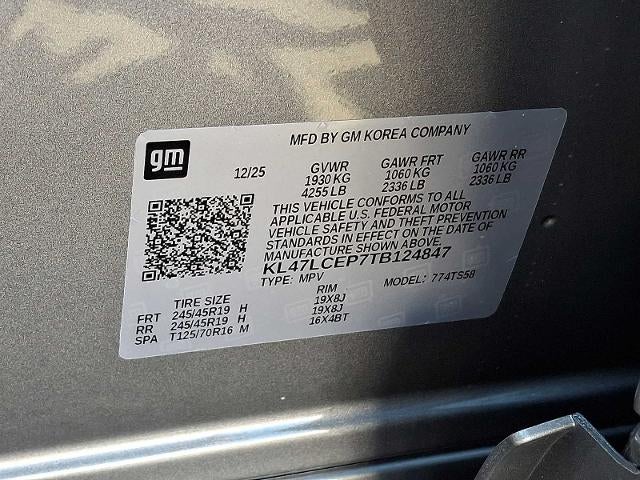 gm
MFD BY GM KOREA COMPANY
12/25 GVWR GAWR FRT GAWR RR
1930 KG 1060 KG 1060 KG
4255 LB 2336 LB 2336 LB
THIS VEHICLE CONFORMS TO ALL
APPLICABLE U.S. FEDERAL MOTOR
VEHICLE SAFETY AND THEFT PREVENTION
STANDARDS IN EFFECT ON THE DATE OF
MANUFACTURE SHOWN ABOVE.
KL47LCEP7TB124847
TYPE: MPV MODEL: 774TS58
TIRE SIZE RIM
FRT 245/45R19 H 19X8J
RR 245/45R19 H 19X8J
SPA T125/70R16 M 16X4BT